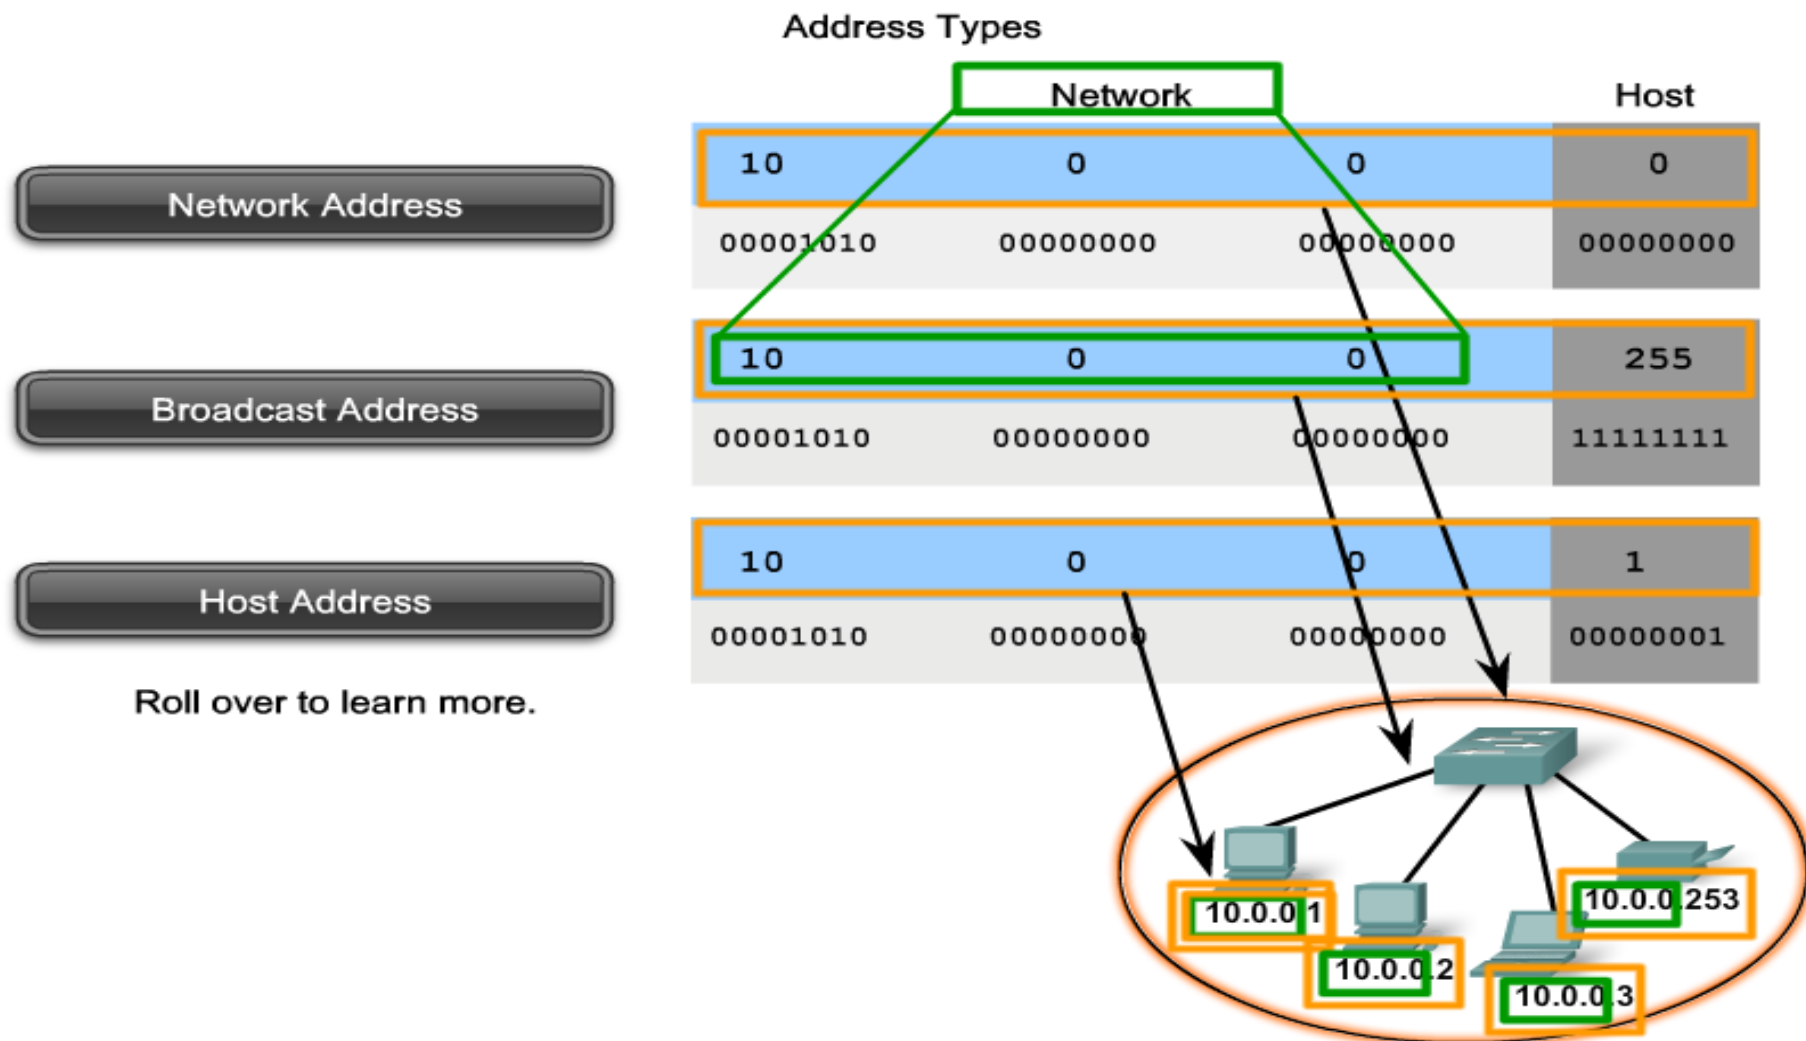 Address Types
Network Host
10 0 0 0
Network Address
00001010 00000000 00000000 00000000
10 0 0 255
Broadcast Address
00001010 00000000 00000000 11111111
10 0 0 1
Host Address
00001010 00000000 00000000 00000001
Roll over to learn more.
10.0.0.253
10.0.0.1
10.0.0.2
10.0.0.3